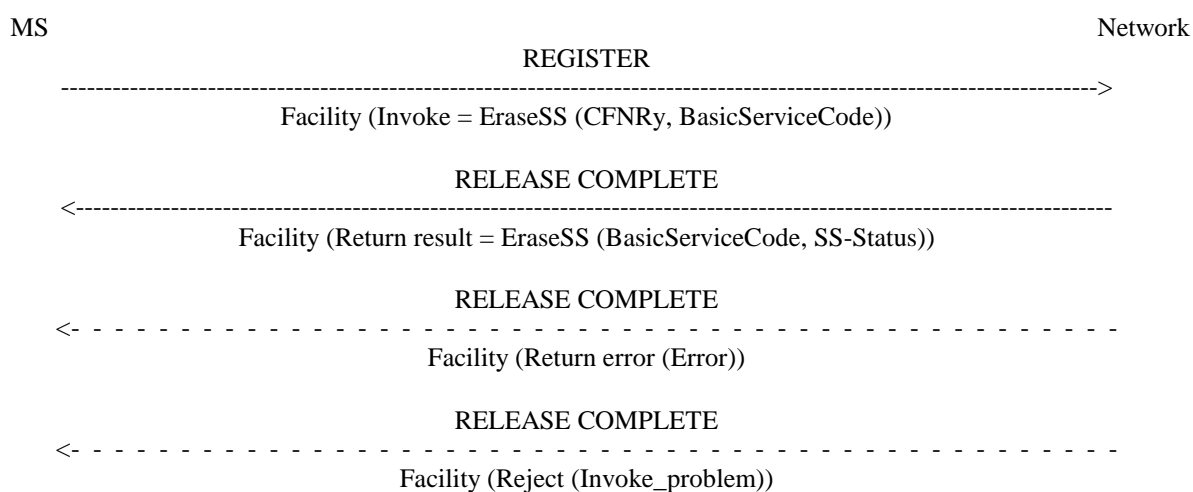 MS Network
REGISTER
Facility (Invoke = EraseSS (CFNRy, BasicServiceCode))
RELEASE COMPLETE
Facility (Return result = EraseSS (BasicServiceCode, SS-Status))
RELEASE COMPLETE
Facility (Return error (Error))
RELEASE COMPLETE
Facility (Reject (Invoke_problem))